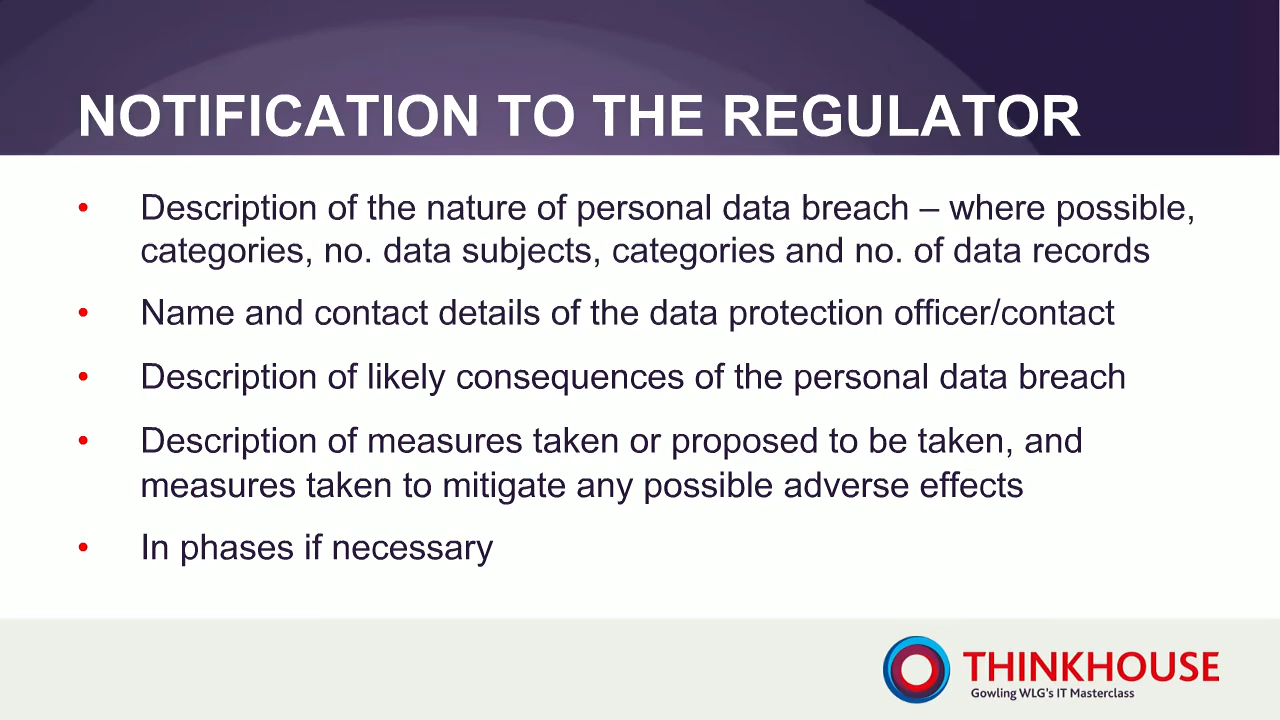 NOTIFICATION TO THE REGULATOR
• Description of the nature of personal data breach – where possible,
categories, no. data subjects, categories and no. of data records
• Name and contact details of the data protection officer/contact
• Description of likely consequences of the personal data breach
• Description of measures taken or proposed to be taken, and
measures taken to mitigate any possible adverse effects
• In phases if necessary
THINKHOUSE
Gowling WLG's IT Masterclass